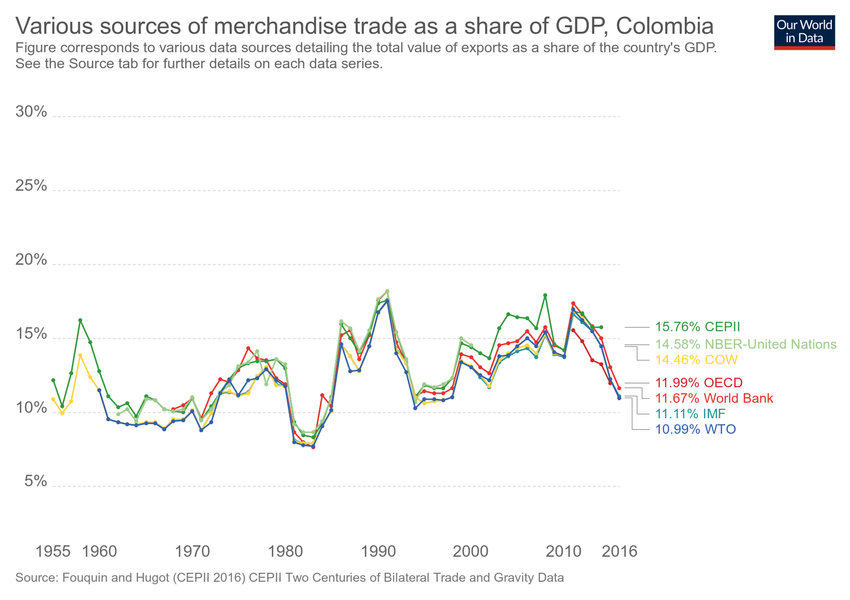 Various sources of merchandise trade as a share of GDP, Colombia
Our World
in Data
Figure corresponds to various data sources detailing the total value of exports as a share of the country's GDP.
See the Source tab for further details on each data series.
30%
25%
20%
15%
10%
5%
15.76% CEPII
14.58% NBER-United Nations
14.46% COW
11.99% OECD
11.67% World Bank
11.11% IMF
10.99% WTO
1955 1960 1970 1980 1990 2000 2010 2016
Source: Fouquin and Hugot (CEPII 2016) CEPII Two Centuries of Bilateral Trade and Gravity Data